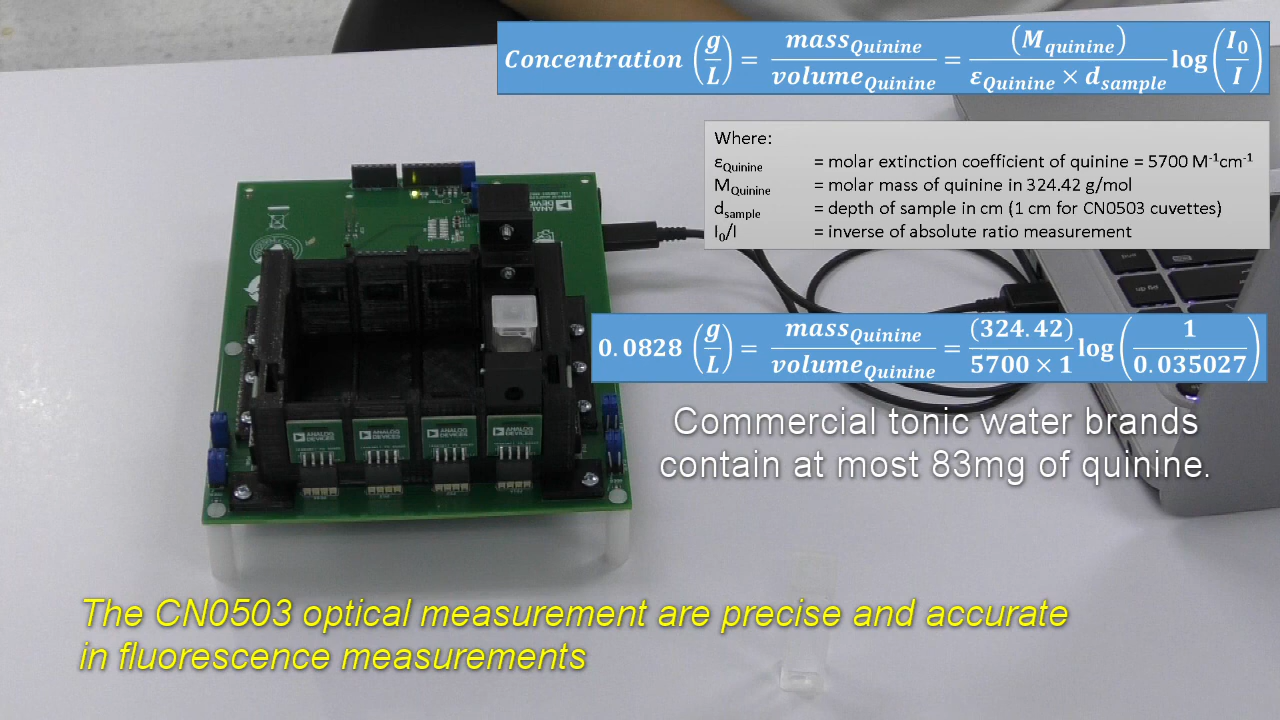 Concentration (g/L) = mass_Quinine/volume_Quinine = (M_quinine)/(ε_Quinine × d_sample) log(I₀/I)
Where:
ε_Quinine = molar extinction coefficient of quinine = 5700 M⁻¹cm⁻¹
M_Quinine = molar mass of quinine in 324.42 g/mol
d_sample = depth of sample in cm (1 cm for CN0503 cuvettes)
I₀/I = inverse of absolute ratio measurement
0.0828 (g/L) = mass_Quinine/volume_Quinine = (324.42)/(5700 × 1) log(1/0.035027)
Commercial tonic water brands
contain at most 83mg of quinine.
ANALOG DEVICES
ANALOG DEVICES
ANALOG DEVICES
ANALOG DEVICES
The CN0503 optical measurement are precise and accurate
in fluorescence measurements